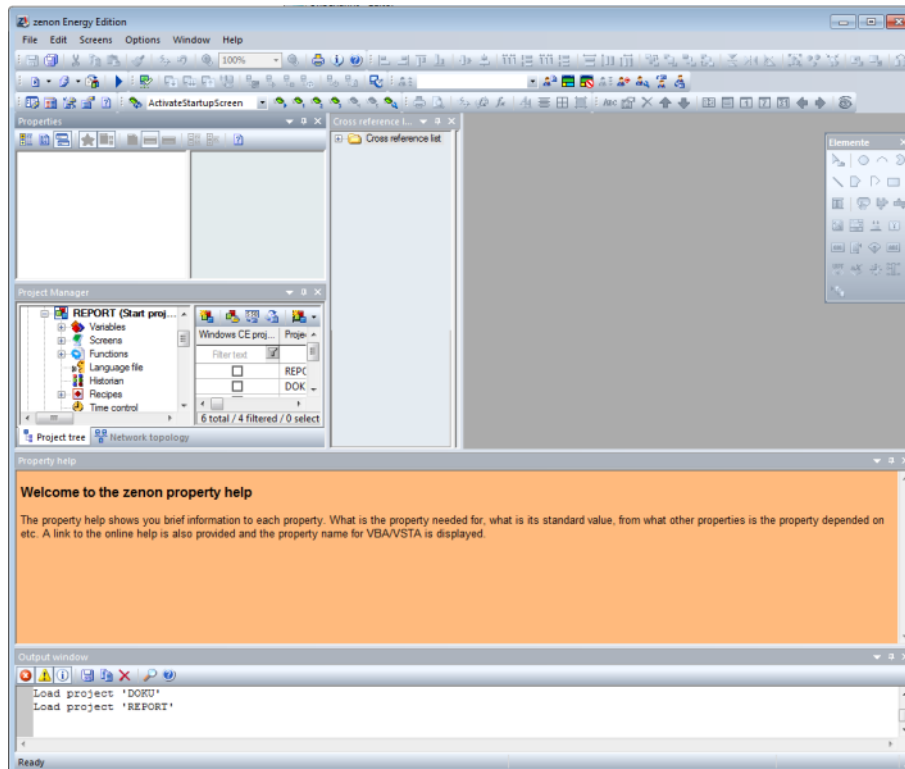 zenon Energy Edition
File Edit Screens Options Window Help
100%
ActivateStartupScreen
Properties
Cross reference l...
Cross reference list
Elemente
Project Manager
REPORT (Start proj...
Variables
Screens
Functions
Language file
Historian
Recipes
Time control
Windows CE proj... Proje
Filter text
REPC
DOK
6 total / 4 filtered / 0 select
Project tree Network topology
Property help
Welcome to the zenon property help
The property help shows you brief information to each property. What is the property needed for, what is its standard value, from what other properties is the property depended on
etc. A link to the online help is also provided and the property name for VBA/VSTA is displayed.
Output window
Load project 'DOKU'
Load project 'REPORT'
Ready